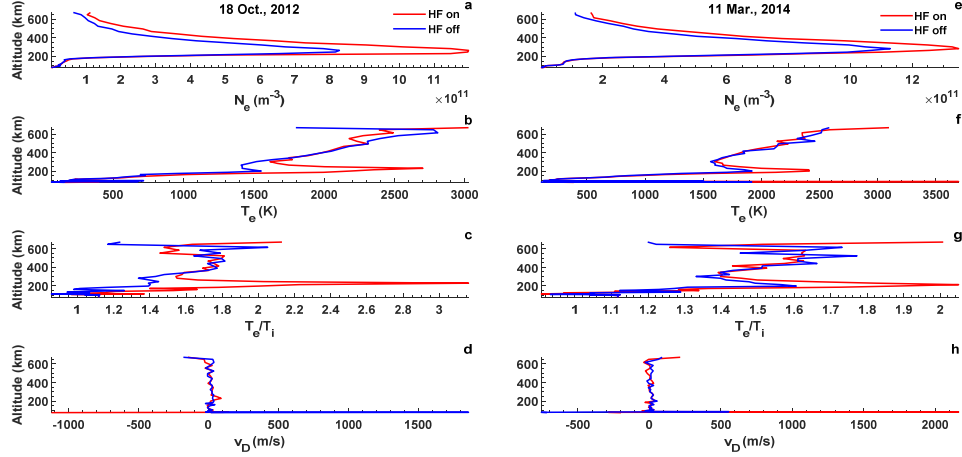 18 Oct., 2012
a
HF on
HF off
Altitude (km)
600
400
200
1 2 3 4 5 6 7 8 9 10 11
N_e (m^-3)
×10^11
11 Mar., 2014
e
HF on
HF off
Altitude (km)
600
400
200
2 4 6 8 10 12
N_e (m^-3)
×10^11
b
Altitude (km)
600
400
200
500 1000 1500 2000 2500 3000
T_e (K)
f
Altitude (km)
600
400
200
500 1000 1500 2000 2500 3000 3500
T_e (K)
c
Altitude (km)
600
400
200
1 1.2 1.4 1.6 1.8 2 2.2 2.4 2.6 2.8 3
T_e/T_i
g
Altitude (km)
600
400
200
1 1.1 1.2 1.3 1.4 1.5 1.6 1.7 1.8 1.9 2
T_e/T_i
d
Altitude (km)
600
400
200
-1000 -500 0 500 1000 1500
v_D (m/s)
h
Altitude (km)
600
400
200
-500 0 500 1000 1500 2000
v_D (m/s)